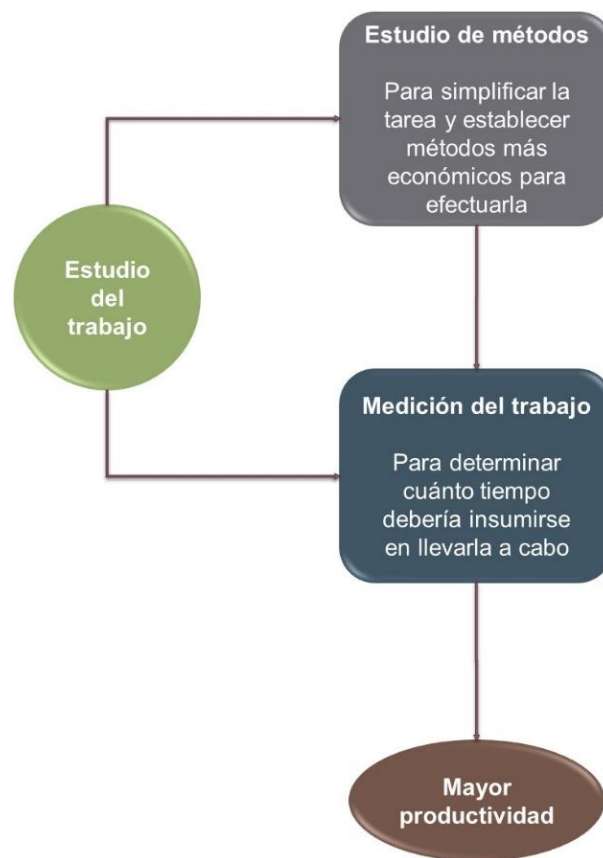 Estudio de métodos
Para simplificar la
tarea y establecer
métodos más
económicos para
efectuarla
Estudio
del
trabajo
Medición del trabajo
Para determinar
cuánto tiempo
debería insumirse
en llevarla a cabo
Mayor
productividad